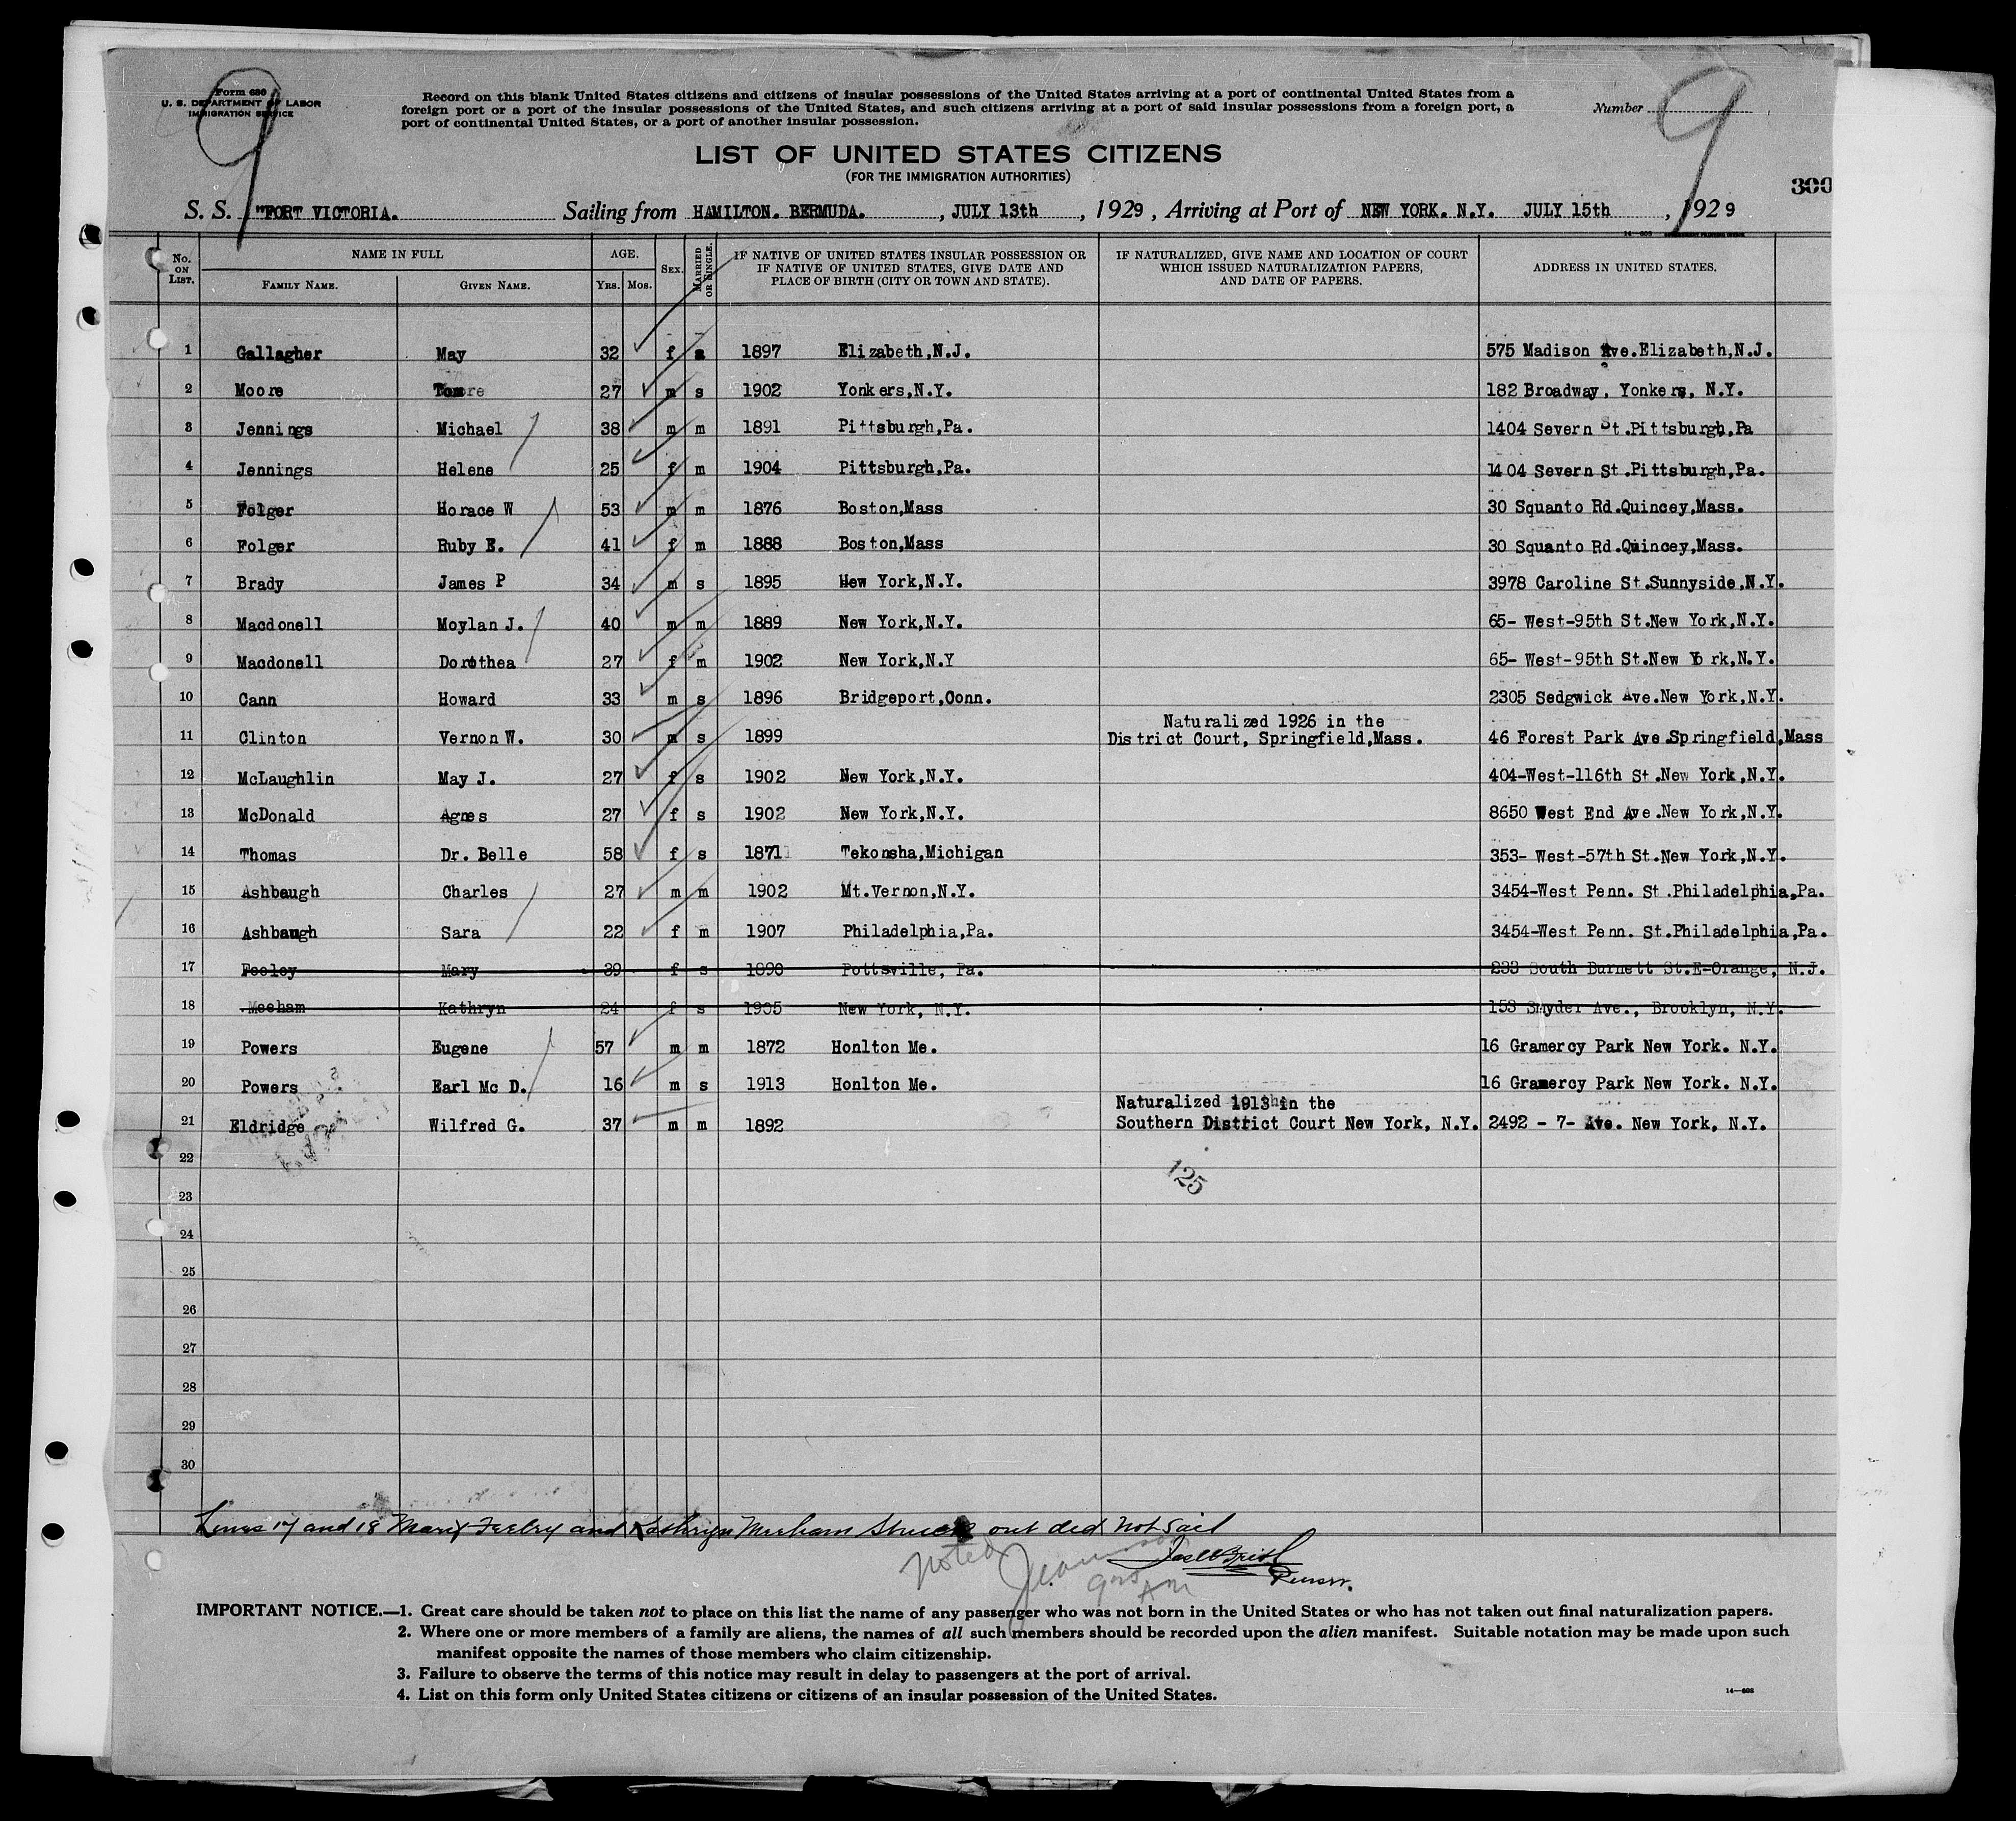 Form 680
U. S. DEPARTMENT OF LABOR
IMMIGRATION SERVICE
9
Record on this blank United States citizens and citizens of insular possessions of the United States arriving at a port of continental United States from a
foreign port or a port of the insular possessions of the United States, and such citizens arriving at a port of said insular possessions from a foreign port, a
port of continental United States, or a port of another insular possession.
Number
9
LIST OF UNITED STATES CITIZENS
(FOR THE IMMIGRATION AUTHORITIES)
300
S. S. "FORT VICTORIA. Sailing from HAMILTON. BERMUDA. , JULY 13th , 1929 , Arriving at Port of NEW YORK. N.Y. JULY 15th , 1929
No. ON LIST.
NAME IN FULL
FAMILY NAME. GIVEN NAME.
AGE.
YRS. MOS.
SEX.
MARRIED OR SINGLE.
IF NATIVE OF UNITED STATES INSULAR POSSESSION OR
IF NATIVE OF UNITED STATES, GIVE DATE AND
PLACE OF BIRTH (CITY OR TOWN AND STATE).
IF NATURALIZED, GIVE NAME AND LOCATION OF COURT
WHICH ISSUED NATURALIZATION PAPERS,
AND DATE OF PAPERS.
ADDRESS IN UNITED STATES.
1 Gallagher May 32 f s 1897 Elizabeth,N.J. 575 Madison Ave.Elizabeth,N.J.
2 Moore Tom 27 m s 1902 Yonkers,N.Y. 182 Broadway, Yonkers, N.Y.
3 Jennings Michael 38 m m 1891 Pittsburgh,Pa. 1404 Severn St.Pittsburgh,Pa
4 Jennings Helene 25 f m 1904 Pittsburgh,Pa. 1404 Severn St.Pittsburgh,Pa.
5 Folger Horace W 53 m m 1876 Boston,Mass 30 Squanto Rd.Quincey,Mass.
6 Folger Ruby E. 41 f m 1888 Boston,Mass 30 Squanto Rd.Quincey,Mass.
7 Brady James P 34 m s 1895 New York,N.Y. 3978 Caroline St.Sunnyside,N.Y.
8 Macdonell Moylan J. 40 m m 1889 New York,N.Y. 65- West-95th St.New York,N.Y.
9 Macdonell Dorothea 27 f m 1902 New York,N.Y 65- West-95th St.New York,N.Y.
10 Cann Howard 33 m s 1896 Bridgeport,Conn. 2305 Sedgwick Ave.New York,N.Y.
Naturalized 1926 in the
11 Clinton Vernon W. 30 m s 1899 District Court, Springfield,Mass. 46 Forest Park Ave.Springfield,Mass
12 McLaughlin May J. 27 f s 1902 New York,N.Y. 404-West-116th St.New York,N.Y.
13 McDonald Agnes 27 f s 1902 New York,N.Y. 8650 West End Ave.New York,N.Y.
14 Thomas Dr. Belle 58 f s 1871 Tekonsha,Michigan 353- West-57th St.New York,N.Y.
15 Ashbaugh Charles 27 m m 1902 Mt.Vernon,N.Y. 3454-West Penn. St.Philadelphia,Pa.
16 Ashbaugh Sara 22 f m 1907 Philadelphia,Pa. 3454-West Penn. St.Philadelphia,Pa.
17 Feeley Mary 39 f s 1890 Pottsville, Pa. 233 South Burnett St.E-Orange, N.J.
18 Meeham Kathryn 24 f s 1905 New York, N.Y. 153 Snyder Ave., Brooklyn, N.Y.
19 Powers Eugene 57 m m 1872 Honlton Me. 16 Gramercy Park New York. N.Y.
20 Powers Earl Mc D. 16 m s 1913 Honlton Me. 16 Gramercy Park New York. N.Y.
Naturalized 1913 in the
21 Eldridge Wilfred G. 37 m m 1892 Southern District Court New York, N.Y. 2492 - 7- Ave. New York, N.Y.
22
125
23
24
25
26
27
28
29
30
Lines 17 and 18 Mary Feeley and Kathryn Meeham Struck out did not sail
noted
Purser.
IMPORTANT NOTICE.—1. Great care should be taken not to place on this list the name of any passenger who was not born in the United States or who has not taken out final naturalization papers.
2. Where one or more members of a family are aliens, the names of all such members should be recorded upon the alien manifest. Suitable notation may be made upon such
manifest opposite the names of those members who claim citizenship.
3. Failure to observe the terms of this notice may result in delay to passengers at the port of arrival.
4. List on this form only United States citizens or citizens of an insular possession of the United States.